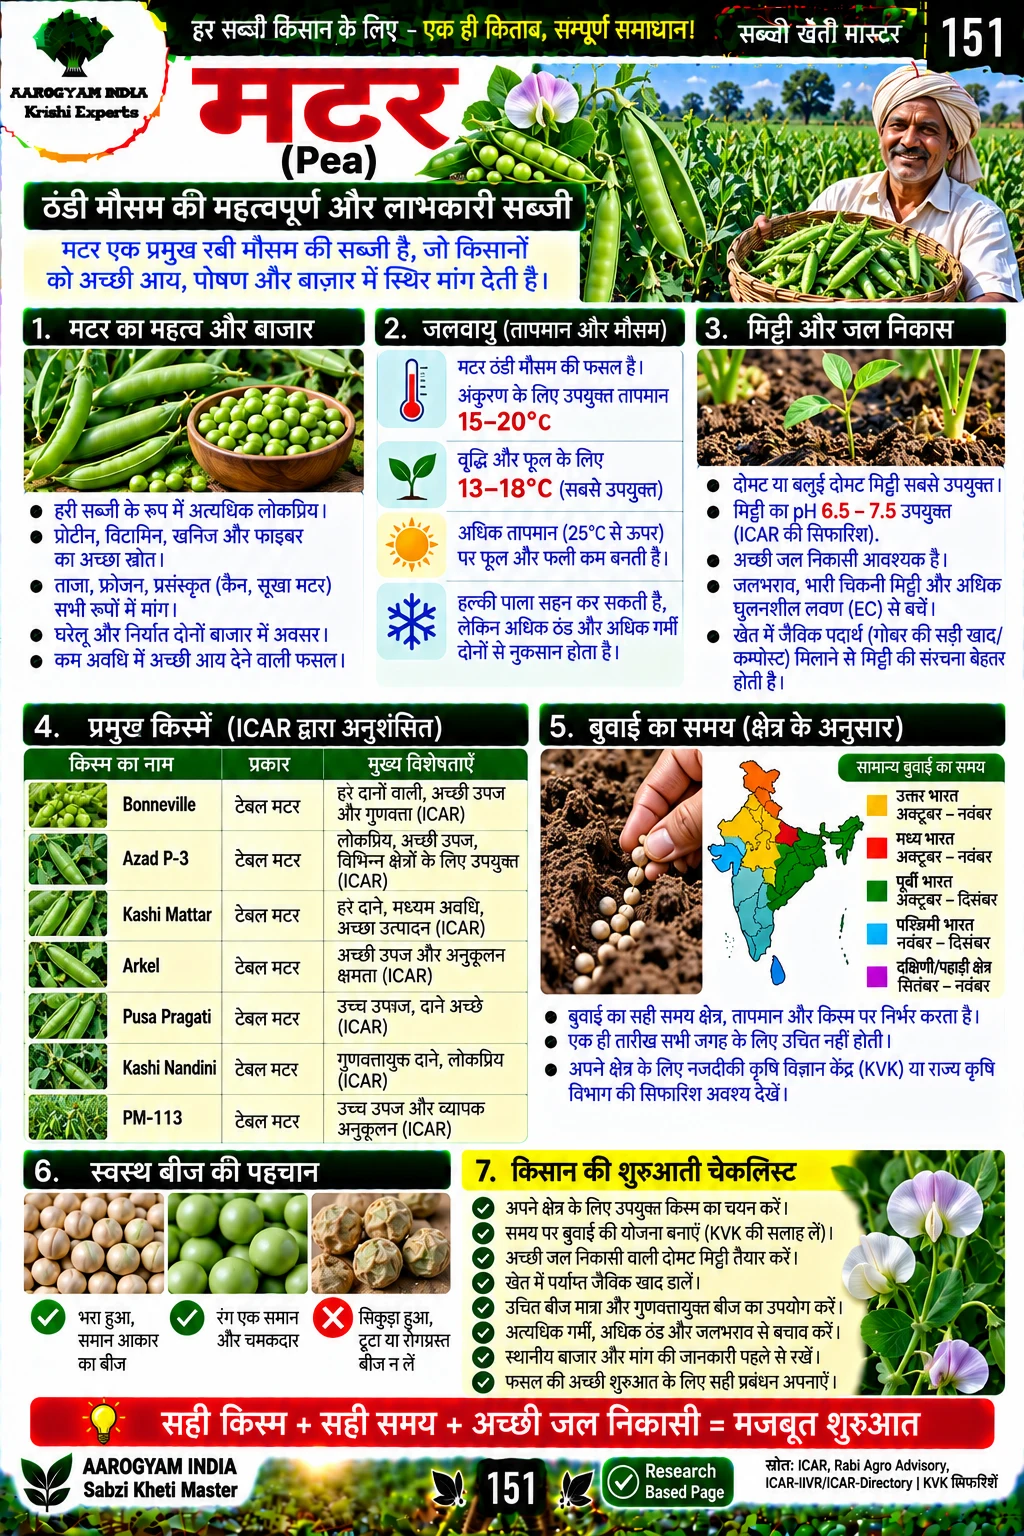 हर सब्जी किसान के लिए – एक ही किताब, सम्पूर्ण समाधान!
सब्जी खेती मास्टर
151
AAROGYAM INDIA
Krishi Experts
मटर
(Pea)
ठंडी मौसम की महत्वपूर्ण और लाभकारी सब्जी
मटर एक प्रमुख रबी मौसम की सब्जी है, जो किसानों
को अच्छी आय, पोषण और बाज़ार में स्थिर मांग देती है।
1. मटर का महत्व और बाजार
हरी सब्जी के रूप में अत्यधिक लोकप्रिय।
प्रोटीन, विटामिन, खनिज और फाइबर
का अच्छा स्रोत।
ताजा, फ्रोजन, प्रसंस्कृत (कैन, सूखा मटर)
सभी रूपों में मांग।
घरेलू और निर्यात दोनों बाजार में अवसर।
कम अवधि में अच्छी आय देने वाली फसल।
2. जलवायु (तापमान और मौसम)
मटर ठंडी मौसम की फसल है।
अंकुरण के लिए उपयुक्त तापमान
15–20°C
वृद्धि और फूल के लिए
13–18°C (सबसे उपयुक्त)
अधिक तापमान (25°C से ऊपर)
पर फूल और फली कम बनती है।
हल्की पाला सहन कर सकती है,
लेकिन अधिक ठंड और अधिक गर्मी
दोनों से नुकसान होता है।
3. मिट्टी और जल निकास
दोमट या बलुई दोमट मिट्टी सबसे उपयुक्त।
मिट्टी का pH 6.5 – 7.5 उपयुक्त
(ICAR की सिफारिश).
अच्छी जल निकासी आवश्यक है।
जलभराव, भारी चिकनी मिट्टी और अधिक
घुलनशील लवण (EC) से बचें।
खेत में जैविक पदार्थ (गोबर की सड़ी खाद/
कम्पोस्ट) मिलाने से मिट्टी की संरचना बेहतर
होती है।
4. प्रमुख किस्में (ICAR द्वारा अनुशंसित)
किस्म का नाम प्रकार मुख्य विशेषताएँ
Bonneville टेबल मटर हरे दानों वाली, अच्छी उपज
और गुणवत्ता (ICAR)
Azad P-3 टेबल मटर लोकप्रिय, अच्छी उपज,
विभिन्न क्षेत्रों के लिए उपयुक्त
(ICAR)
Kashi Mattar टेबल मटर हरे दाने, मध्यम अवधि,
अच्छा उत्पादन (ICAR)
Arkel टेबल मटर अच्छी उपज और अनुकूलन
क्षमता (ICAR)
Pusa Pragati टेबल मटर उच्च उपज, दाने अच्छे
(ICAR)
Kashi Nandini टेबल मटर गुणवत्तायुक्त दाने, लोकप्रिय
(ICAR)
PM-113 टेबल मटर उच्च उपज और व्यापक
अनुकूलन (ICAR)
5. बुवाई का समय (क्षेत्र के अनुसार)
सामान्य बुवाई का समय
उत्तर भारत
अक्टूबर – नवंबर
मध्य भारत
अक्टूबर – नवंबर
पूर्वी भारत
अक्टूबर – दिसंबर
पश्चिमी भारत
नवंबर – दिसंबर
दक्षिणी/पहाड़ी क्षेत्र
सितंबर – नवंबर
बुवाई का सही समय क्षेत्र, तापमान और किस्म पर निर्भर करता है।
एक ही तारीख सभी जगह के लिए उचित नहीं होती।
अपने क्षेत्र के लिए नजदीकी कृषि विज्ञान केंद्र (KVK) या राज्य कृषि
विभाग की सिफारिश अवश्य देखें।
6. स्वस्थ बीज की पहचान
भरा हुआ,
समान आकार
का बीज
रंग एक समान
और चमकदार
सिकुड़ा हुआ,
टूटा या रोगग्रस्त
बीज न लें
7. किसान की शुरुआती चेकलिस्ट
अपने क्षेत्र के लिए उपयुक्त किस्म का चयन करें।
समय पर बुवाई की योजना बनाएँ (KVK की सलाह लें)।
अच्छी जल निकासी वाली दोमट मिट्टी तैयार करें।
खेत में पर्याप्त जैविक खाद डालें।
उचित बीज मात्रा और गुणवत्तायुक्त बीज का उपयोग करें।
अत्यधिक गर्मी, अधिक ठंड और जलभराव से बचाव करें।
स्थानीय बाजार और मांग की जानकारी पहले से रखें।
फसल की अच्छी शुरुआत के लिए सही प्रबंधन अपनाएँ।
सही किस्म + सही समय + अच्छी जल निकासी = मजबूत शुरुआत
AAROGYAM INDIA
Sabzi Kheti Master
151
Research
Based Page
स्रोत: ICAR, Rabi Agro Advisory,
ICAR-IIVR/ICAR-Directory | KVK